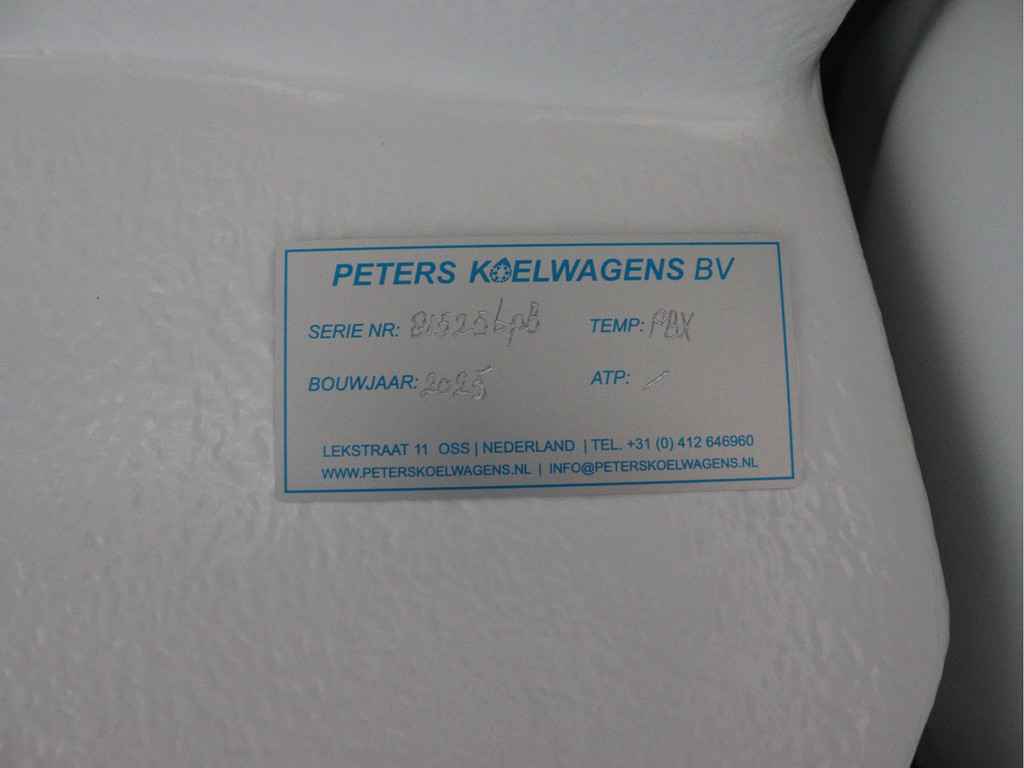 PETERS KOELWAGENS BV
SERIE NR: TEMP:
BOUWJAAR: 2025 ATP: /
LEKSTRAAT 11 OSS | NEDERLAND | TEL. +31 (0) 412 646960
WWW.PETERSKOELWAGENS.NL | INFO@PETERSKOELWAGENS.NL